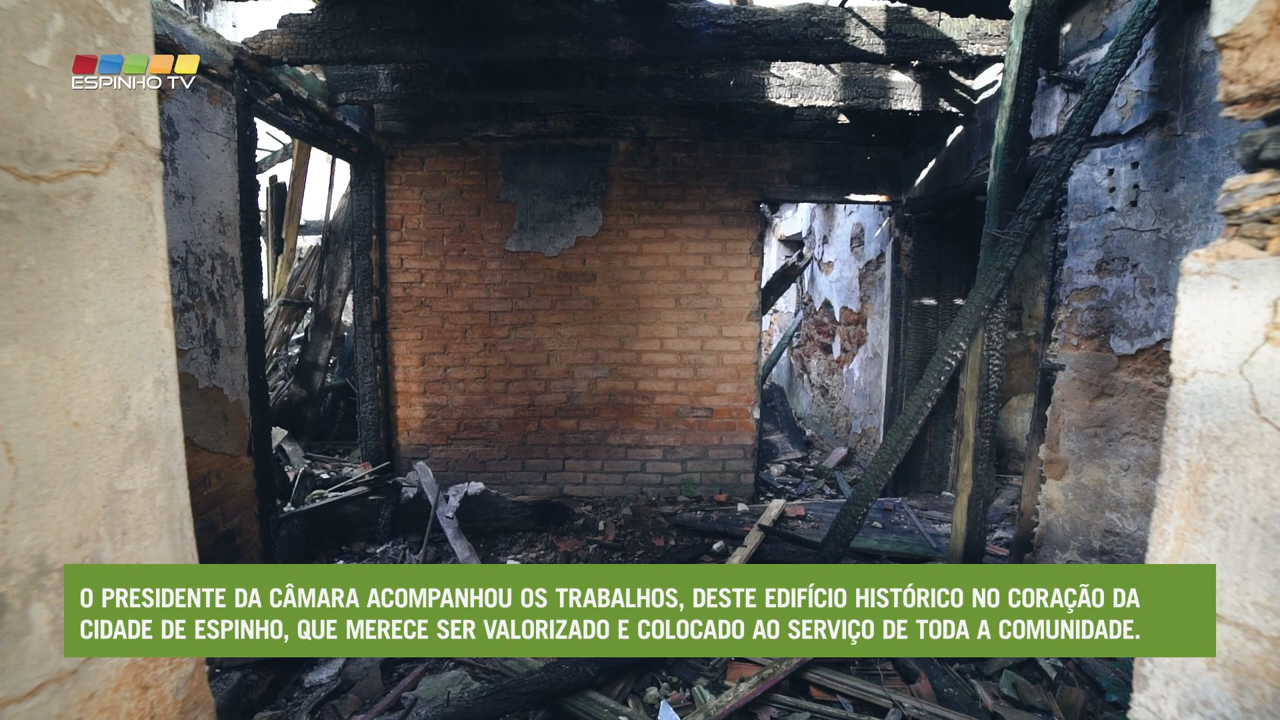 ESPINHO TV
O PRESIDENTE DA CÂMARA ACOMPANHOU OS TRABALHOS, DESTE EDIFÍCIO HISTÓRICO NO CORAÇÃO DA
CIDADE DE ESPINHO, QUE MERECE SER VALORIZADO E COLOCADO AO SERVIÇO DE TODA A COMUNIDADE.